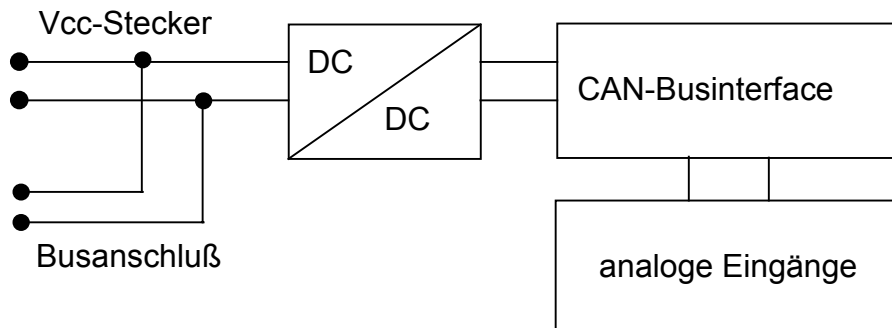 Vcc-Stecker
DC
DC
CAN-Businterface
Busanschluß
analoge Eingänge